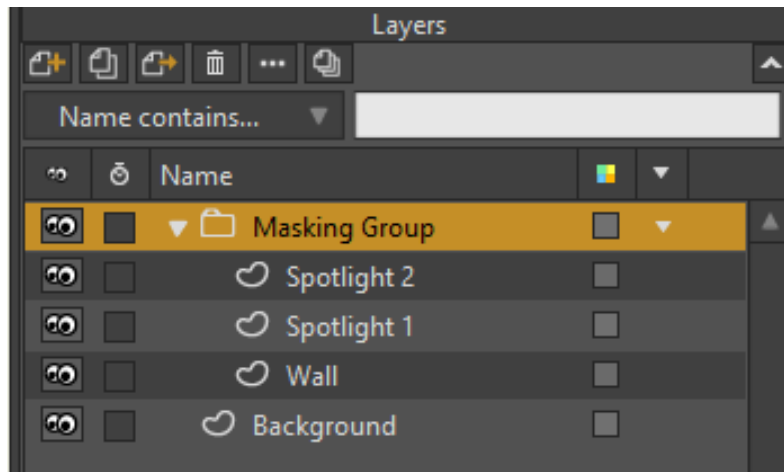 Layers
Name contains...
Name
Masking Group
Spotlight 2
Spotlight 1
Wall
Background